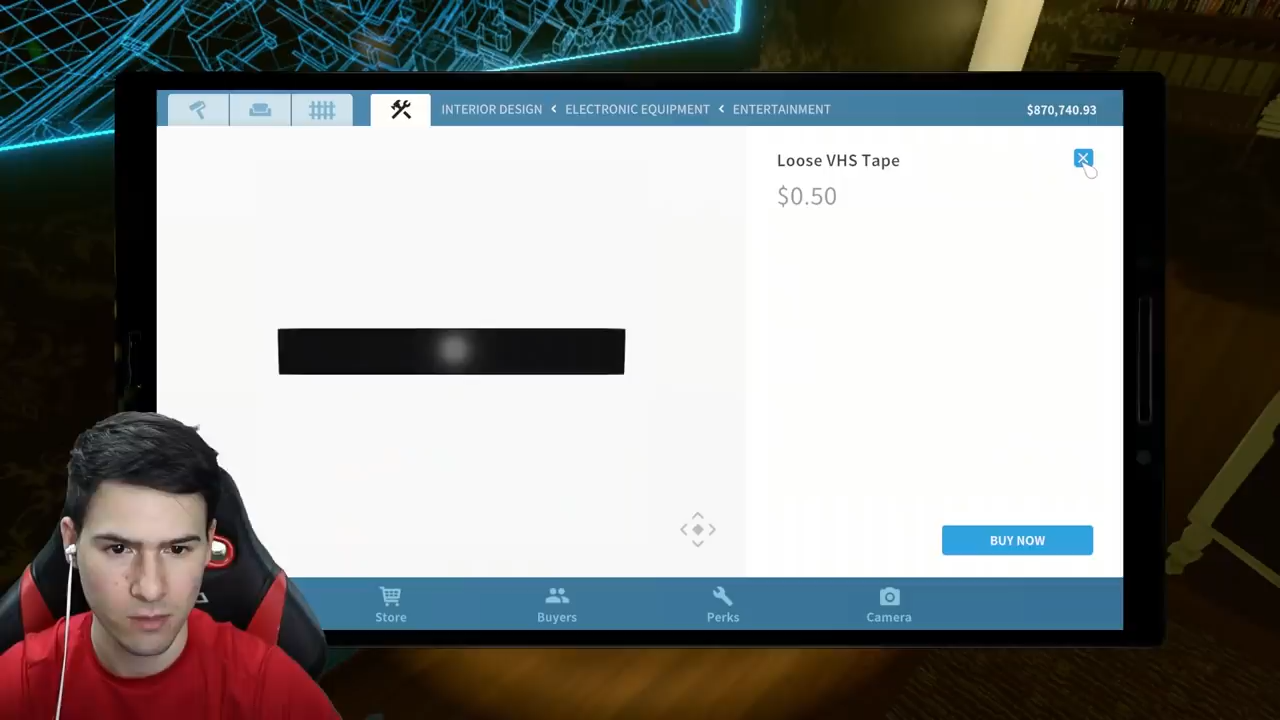 INTERIOR DESIGN < ELECTRONIC EQUIPMENT < ENTERTAINMENT $870,740.93
Loose VHS Tape
$0.50
BUY NOW
Store Buyers Perks Camera